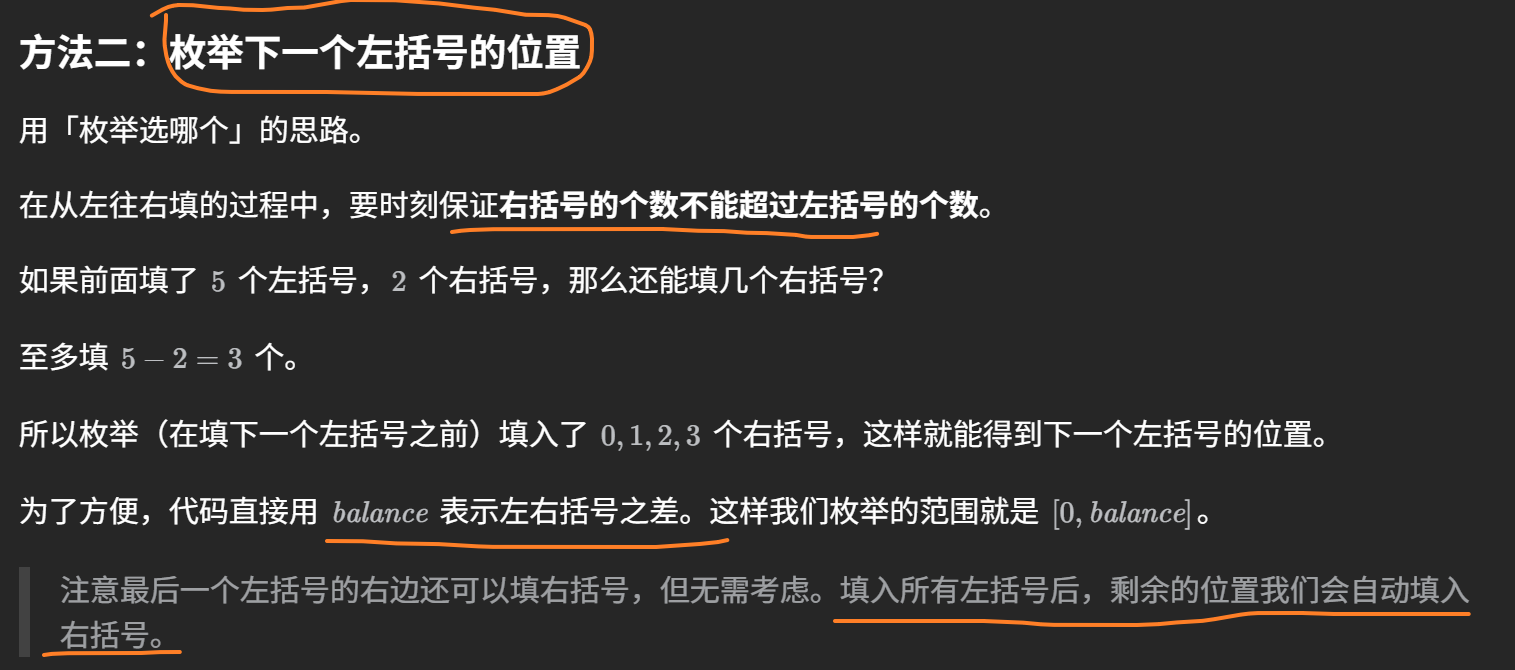 方法二：枚举下一个左括号的位置
用「枚举选哪个」的思路。
在从左往右填的过程中，要时刻保证右括号的个数不能超过左括号的个数。
如果前面填了 5 个左括号，2 个右括号，那么还能填几个右括号？
至多填 5 − 2 = 3 个。
所以枚举（在填下一个左括号之前）填入了 0, 1, 2, 3 个右括号，这样就能得到下一个左括号的位置。
为了方便，代码直接用 balance 表示左右括号之差。这样我们枚举的范围就是 [0, balance]。
注意最后一个左括号的右边还可以填右括号，但无需考虑。填入所有左括号后，剩余的位置我们会自动填入
右括号。